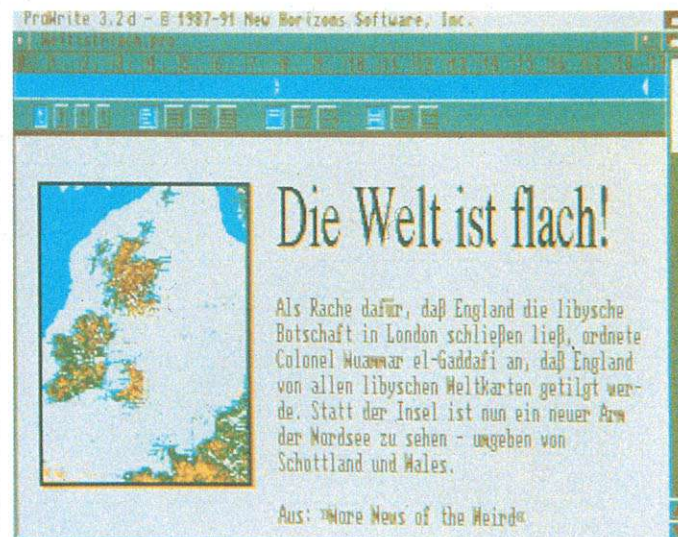 ProWrite 3.2d - © 1987-91 New Horizons Software, Inc.
Weltistflach.pro
Die Welt ist flach!
Als Rache dafür, daß England die libysche
Botschaft in London schließen ließ, ordnete
Colonel Muammar el-Gaddafi an, daß England
von allen libyschen Weltkarten getilgt wer-
de. Statt der Insel ist nun ein neuer Arm
der Nordsee zu sehen - umgeben von
Schottland und Wales.
Aus: »More News of the Weird«